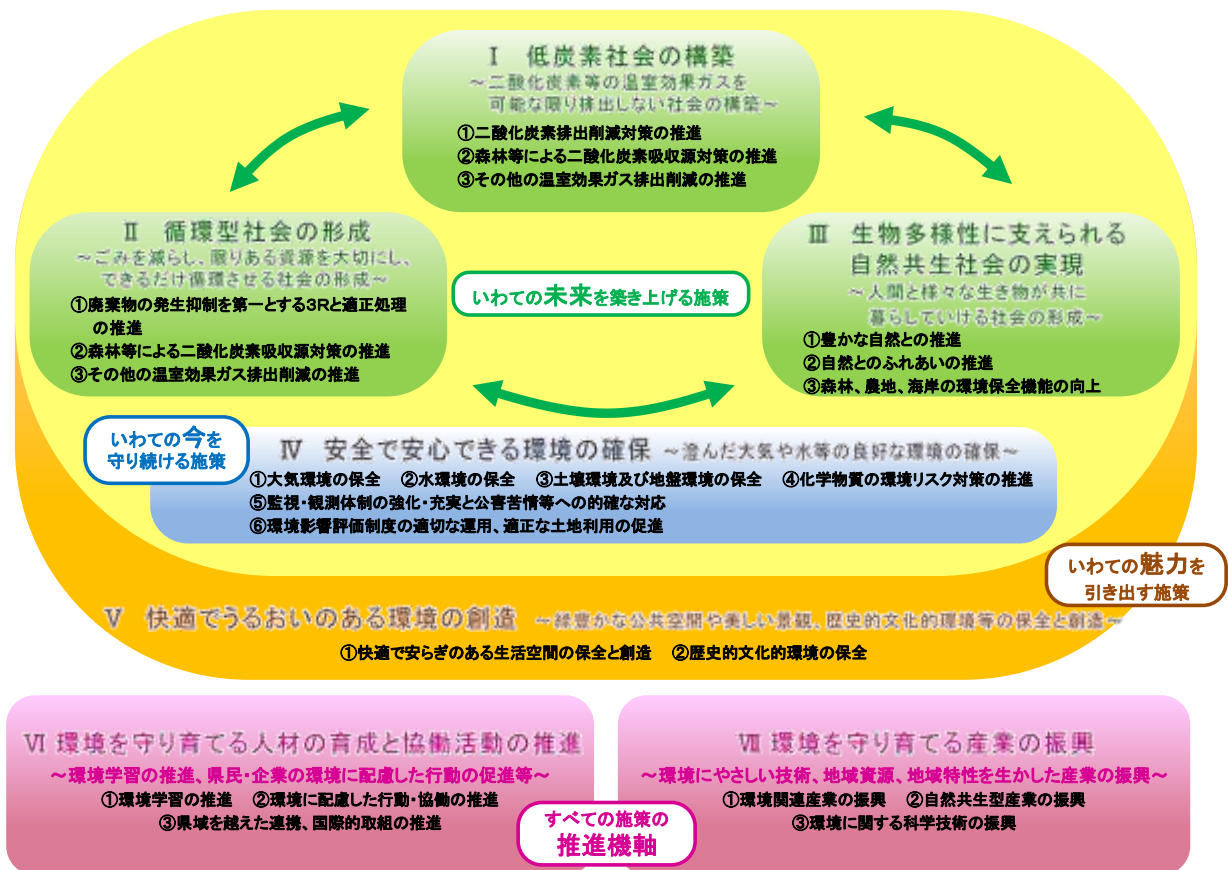 Ⅰ　低炭素社会の構築
～二酸化炭素等の温室効果ガスを
可能な限り排出しない社会の構築～
①二酸化炭素排出削減対策の推進
②森林等による二酸化炭素吸収源対策の推進
③その他の温室効果ガス排出削減の推進
Ⅱ　循環型社会の形成
～ごみを減らし、限りある資源を大切にし、
できるだけ循環させる社会の形成～
①廃棄物の発生抑制を第一とする３Rと適正処理
の推進
②森林等による二酸化炭素吸収源対策の推進
③その他の温室効果ガス排出削減の推進
いわての未来を築き上げる施策
Ⅲ　生物多様性に支えられる
自然共生社会の実現
～人間と様々な生き物が共に
暮らしていける社会の形成～
①豊かな自然との推進
②自然とのふれあいの推進
③森林、農地、海岸の環境保全機能の向上
いわての今を
守り続ける施策
Ⅳ　安全で安心できる環境の確保　～澄んだ大気や水等の良好な環境の確保～
①大気環境の保全　②水環境の保全　③土壌環境及び地盤環境の保全　④化学物質の環境リスク対策の推進
⑤監視・観測体制の強化・充実と公害苦情等への的確な対応
⑥環境影響評価制度の適切な運用、適正な土地利用の促進
いわての魅力を
引き出す施策
Ⅴ　快適でうるおいのある環境の創造　～緑豊かな公共空間や美しい景観、歴史的文化的環境等の保全と創造～
①快適で安らぎのある生活空間の保全と創造　②歴史的文化的環境の保全
Ⅵ 環境を守り育てる人材の育成と協働活動の推進
～環境学習の推進、県民・企業の環境に配慮した行動の促進等～
①環境学習の推進　②環境に配慮した行動・協働の推進
③県域を越えた連携、国際的取組の推進
すべての施策の
推進機軸
Ⅶ 環境を守り育てる産業の振興
～環境にやさしい技術、地域資源、地域特性を生かした産業の振興～
①環境関連産業の振興　②自然共生型産業の振興
③環境に関する科学技術の振興